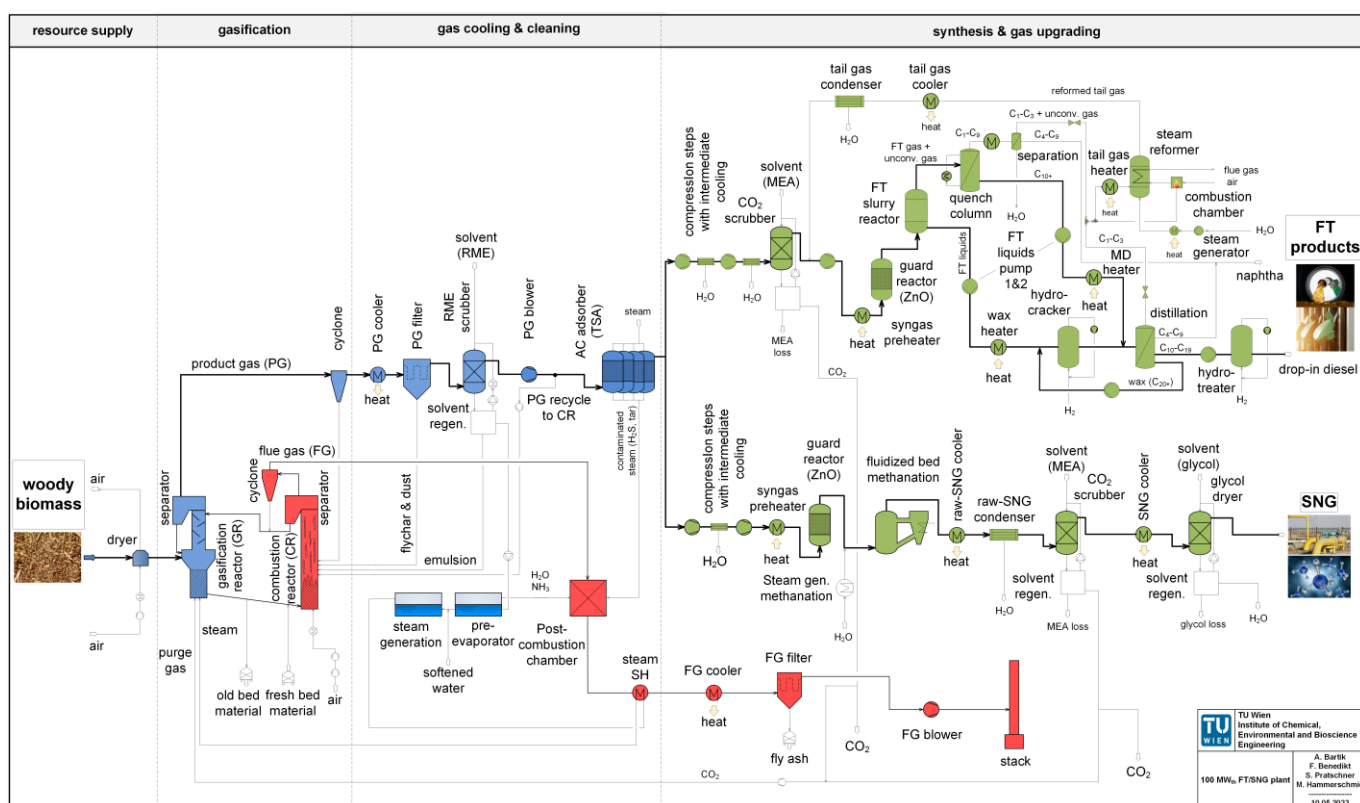 resource supply
gasification
gas cooling & cleaning
synthesis & gas upgrading
woody
biomass
air
dryer
air
separator
gasification
reactor (GR)
combustion
reactor (CR)
cyclone
separator
product gas (PG)
flue gas (FG)
steam
purge
gas
old bed
material
fresh bed
material
air
cyclone
PG cooler
heat
PG filter
RME
scrubber
solvent
(RME)
solvent
regen.
PG blower
PG recycle
to CR
AC adsorber
(TSA)
steam
contaminated
steam (H₂S, tar)
flychar & dust
emulsion
H₂O
NH₃
steam
generation
pre-
evaporator
softened
water
Post-
combustion
chamber
steam
SH
FG cooler
heat
FG filter
fly ash
FG blower
stack
CO₂
CO₂
CO₂
compression steps
with intermediate
cooling
H₂O
H₂O
solvent
(MEA)
CO₂
scrubber
MEA
loss
CO₂
tail gas
condenser
H₂O
tail gas
cooler
heat
reformed tail gas
heat
syngas
preheater
guard
reactor
(ZnO)
FT
slurry
reactor
FT gas +
unconv. gas
C₁-C₉
quench
column
C₁-C₃ + unconv. gas
C₄-C₉
separation
H₂O
C₁₀₊
FT liquids
FT
liquids
pump
1&2
wax
heater
heat
hydro-
cracker
H₂
MD
heater
heat
tail gas
heater
heat
steam
reformer
flue gas
air
combustion
chamber
C₁-C₃
heat
steam
generator
H₂O
naphtha
distillation
C₄-C₉
C₁₀-C₁₉
wax (C₂₀₊)
hydro-
treater
H₂
drop-in diesel
FT
products
compression steps
with intermediate
cooling
H₂O
syngas
preheater
heat
guard
reactor
(ZnO)
Steam gen.
methanation
H₂O
fluidized bed
methanation
raw-SNG cooler
heat
raw-SNG
condenser
H₂O
solvent
(MEA)
CO₂
scrubber
solvent
regen.
MEA loss
SNG cooler
heat
solvent
(glycol)
glycol
dryer
solvent
regen.
glycol loss
H₂O
SNG
TU
WIEN
TU Wien
Institute of Chemical,
Environmental and Bioscience
Engineering
100 MWth FT/SNG plant
A. Bartik
F. Benedikt
S. Pratschner
M. Hammerschmid